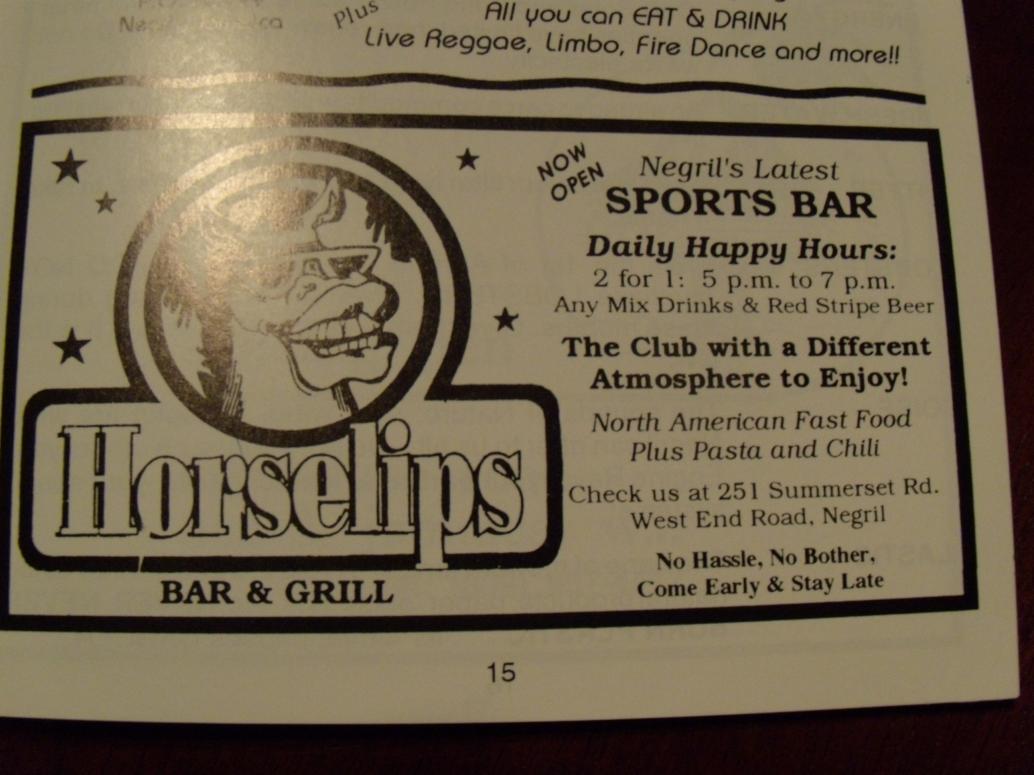 Plus
All you can EAT & DRINK
Live Reggae, Limbo, Fire Dance and more!!
NOW
OPEN
Negril's Latest
SPORTS BAR
Daily Happy Hours:
2 for 1: 5 p.m. to 7 p.m.
Any Mix Drinks & Red Stripe Beer
The Club with a Different
Atmosphere to Enjoy!
North American Fast Food
Plus Pasta and Chili
Check us at 251 Summerset Rd.
West End Road, Negril
No Hassle, No Bother,
Come Early & Stay Late
Horselips
BAR & GRILL
15